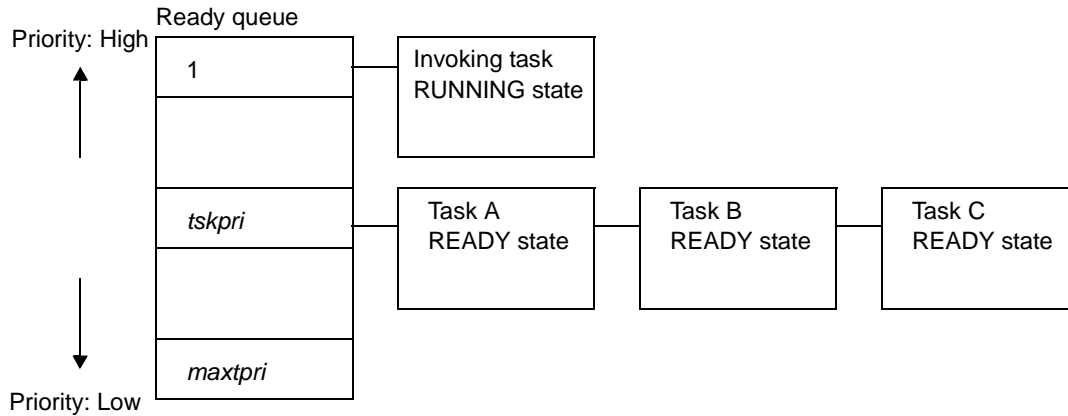 Ready queue
Priority: High
1
Invoking task
RUNNING state
tskpri
Task A
READY state
Task B
READY state
Task C
READY state
maxtpri
Priority: Low